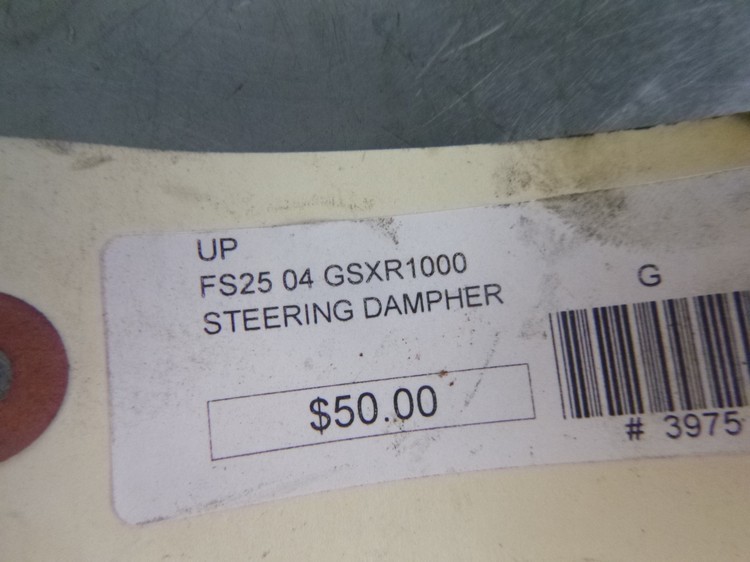 UP
FS25 04 GSXR1000
STEERING DAMPHER
$50.00
G
# 3975